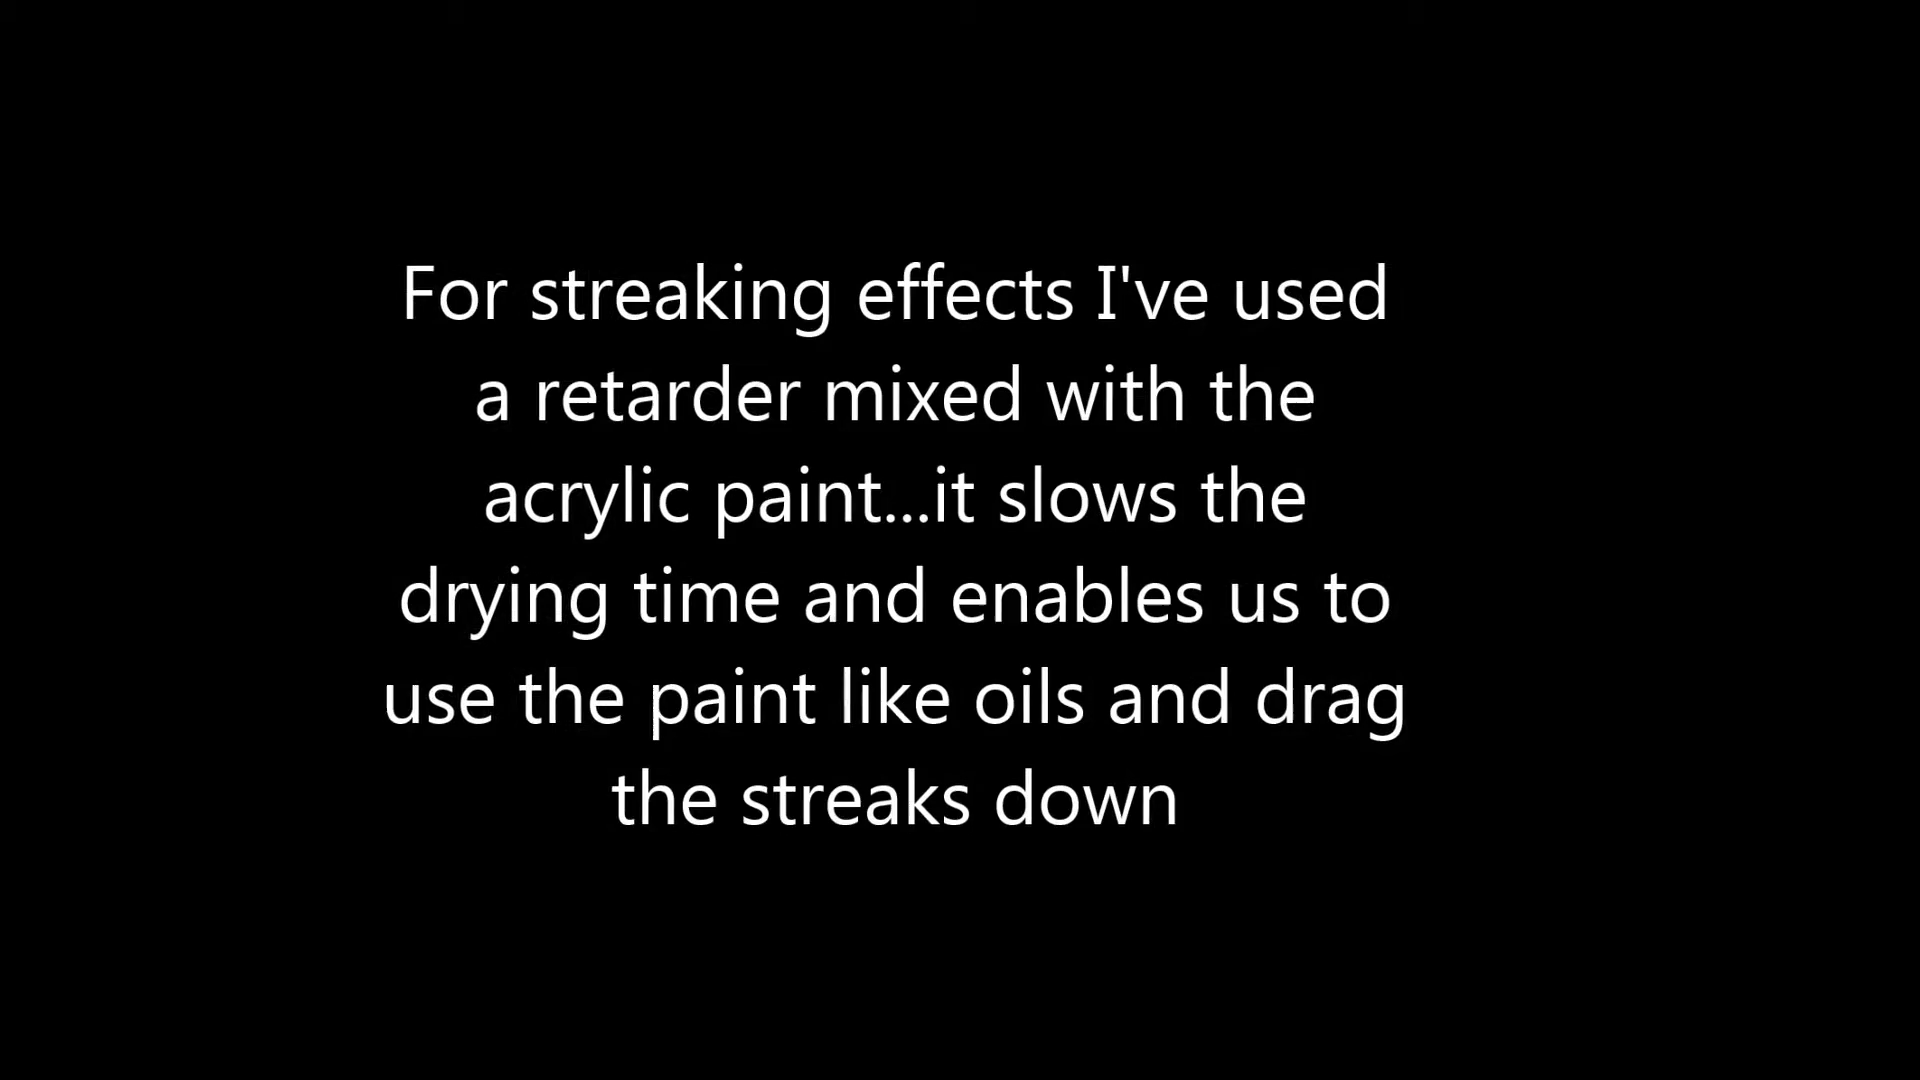 For streaking effects I've used
a retarder mixed with the
acrylic paint...it slows the
drying time and enables us to
use the paint like oils and drag
the streaks down